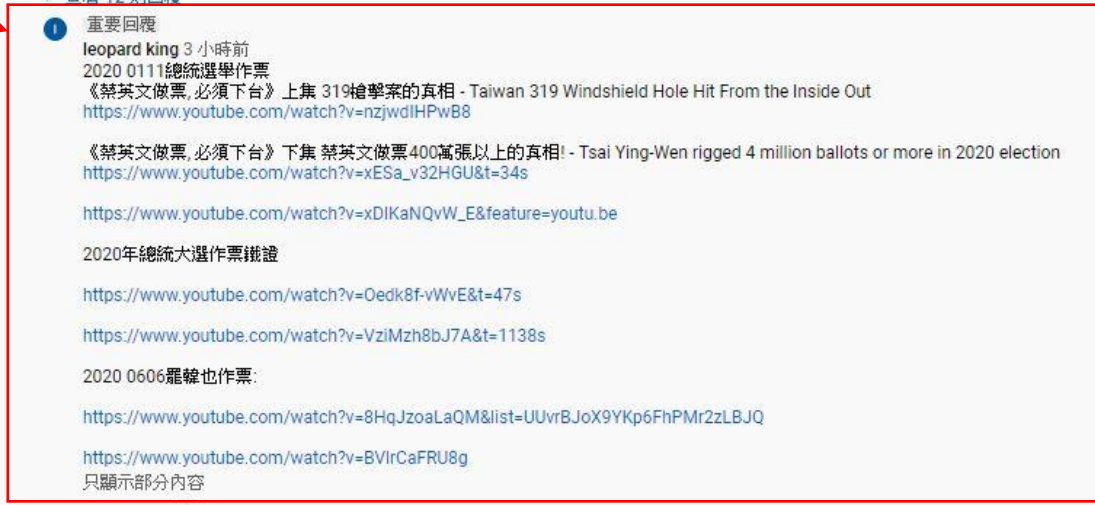 重要回覆
leopard king 3 小時前
2020 0111總統選舉作票
《蔡英文做票, 必須下台》上集 319槍擊案的真相 - Taiwan 319 Windshield Hole Hit From the Inside Out
https://www.youtube.com/watch?v=nzjwdIHPwB8
《蔡英文做票, 必須下台》下集 蔡英文做票400萬張以上的真相! - Tsai Ying-Wen rigged 4 million ballots or more in 2020 election
https://www.youtube.com/watch?v=xESa_v32HGU&t=34s
https://www.youtube.com/watch?v=xDIKaNQvW_E&feature=youtu.be
2020年總統大選作票鐵證
https://www.youtube.com/watch?v=Oedk8f-vWvE&t=47s
https://www.youtube.com/watch?v=VziMzh8bJ7A&t=1138s
2020 0606罷韓也作票:
https://www.youtube.com/watch?v=8HqJzoaLaQM&list=UUvrBJoX9YKp6FhPMr2zLBJQ
https://www.youtube.com/watch?v=BVIrCaFRU8g
只顯示部分內容